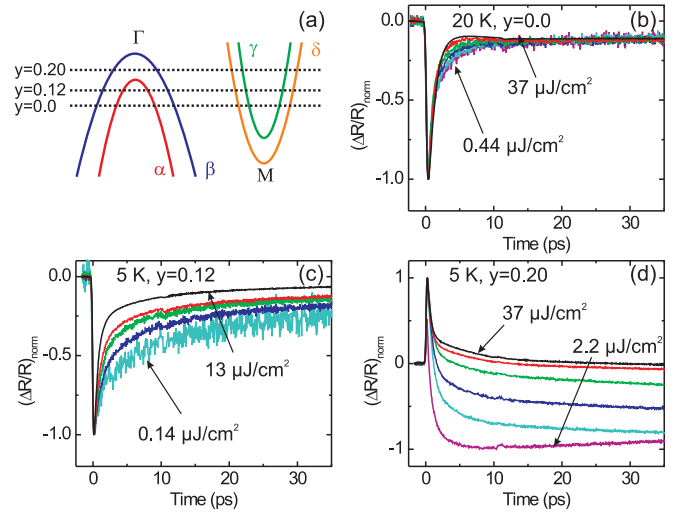 (a)
Γ
γ
δ
y=0.20
y=0.12
y=0.0
α
β
M
(b)
20 K, y=0.0
0.0
-0.5
-1.0
(ΔR/R)norm
37 μJ/cm²
0.44 μJ/cm²
0 10 20 30
Time (ps)
(c)
5 K, y=0.12
0.0
-0.5
-1.0
(ΔR/R)norm
13 μJ/cm²
0.14 μJ/cm²
0 10 20 30
Time (ps)
(d)
5 K, y=0.20
1
0
-1
(ΔR/R)norm
37 μJ/cm²
2.2 μJ/cm²
0 10 20 30
Time (ps)